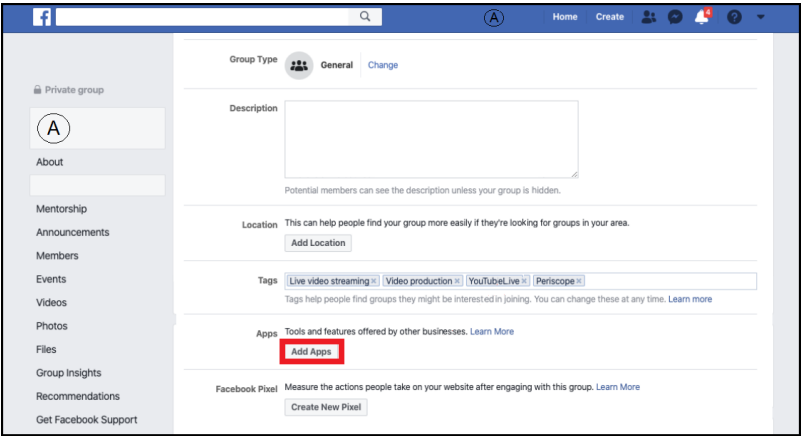 f
A
Home
Create
4
?
Private group
A
About
Mentorship
Announcements
Members
Events
Videos
Photos
Files
Group Insights
Recommendations
Get Facebook Support
Group Type
General
Change
Description
Potential members can see the description unless your group is hidden.
Location
This can help people find your group more easily if they're looking for groups in your area.
Add Location
Tags
Live video streaming × Video production × YouTubeLive × Periscope ×
Tags help people find groups they might be interested in joining. You can change these at any time. Learn more
Apps
Tools and features offered by other businesses. Learn More
Add Apps
Facebook Pixel
Measure the actions people take on your website after engaging with this group. Learn More
Create New Pixel